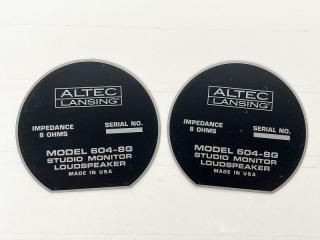 ALTEC
LANSING
IMPEDANCE
8 OHMS
SERIAL NO.
MODEL 604-8G
STUDIO MONITOR
LOUDSPEAKER
MADE IN USA
ALTEC
LANSING
IMPEDANCE
8 OHMS
SERIAL NO.
MODEL 604-8G
STUDIO MONITOR
LOUDSPEAKER
MADE IN USA